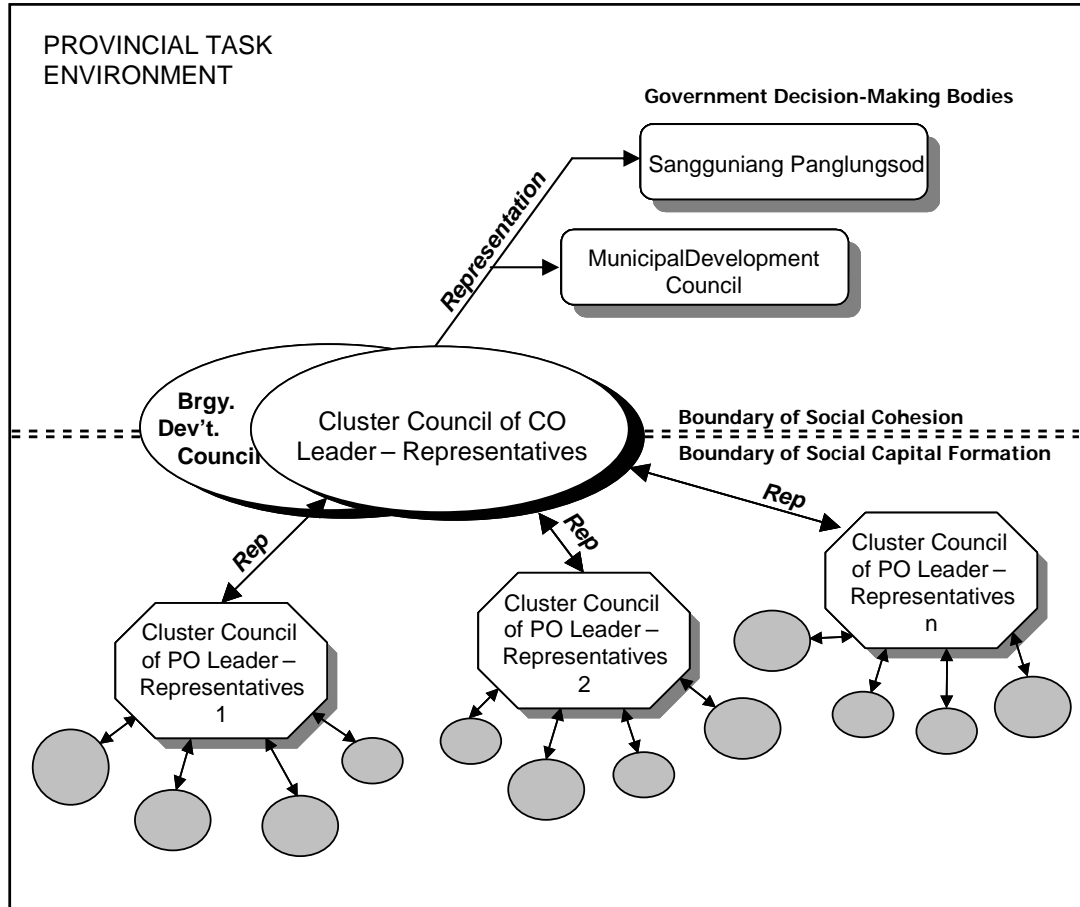 PROVINCIAL TASK
ENVIRONMENT
Government Decision-Making Bodies
Sangguniang Panglungsod
MunicipalDevelopment
Council
Representation
Brgy.
Dev't.
Council
Cluster Council of CO
Leader – Representatives
Boundary of Social Cohesion
Boundary of Social Capital Formation
Rep
Rep
Rep
Cluster Council
of PO Leader –
Representatives
1
Cluster Council
of PO Leader –
Representatives
2
Cluster Council
of PO Leader –
Representatives
n